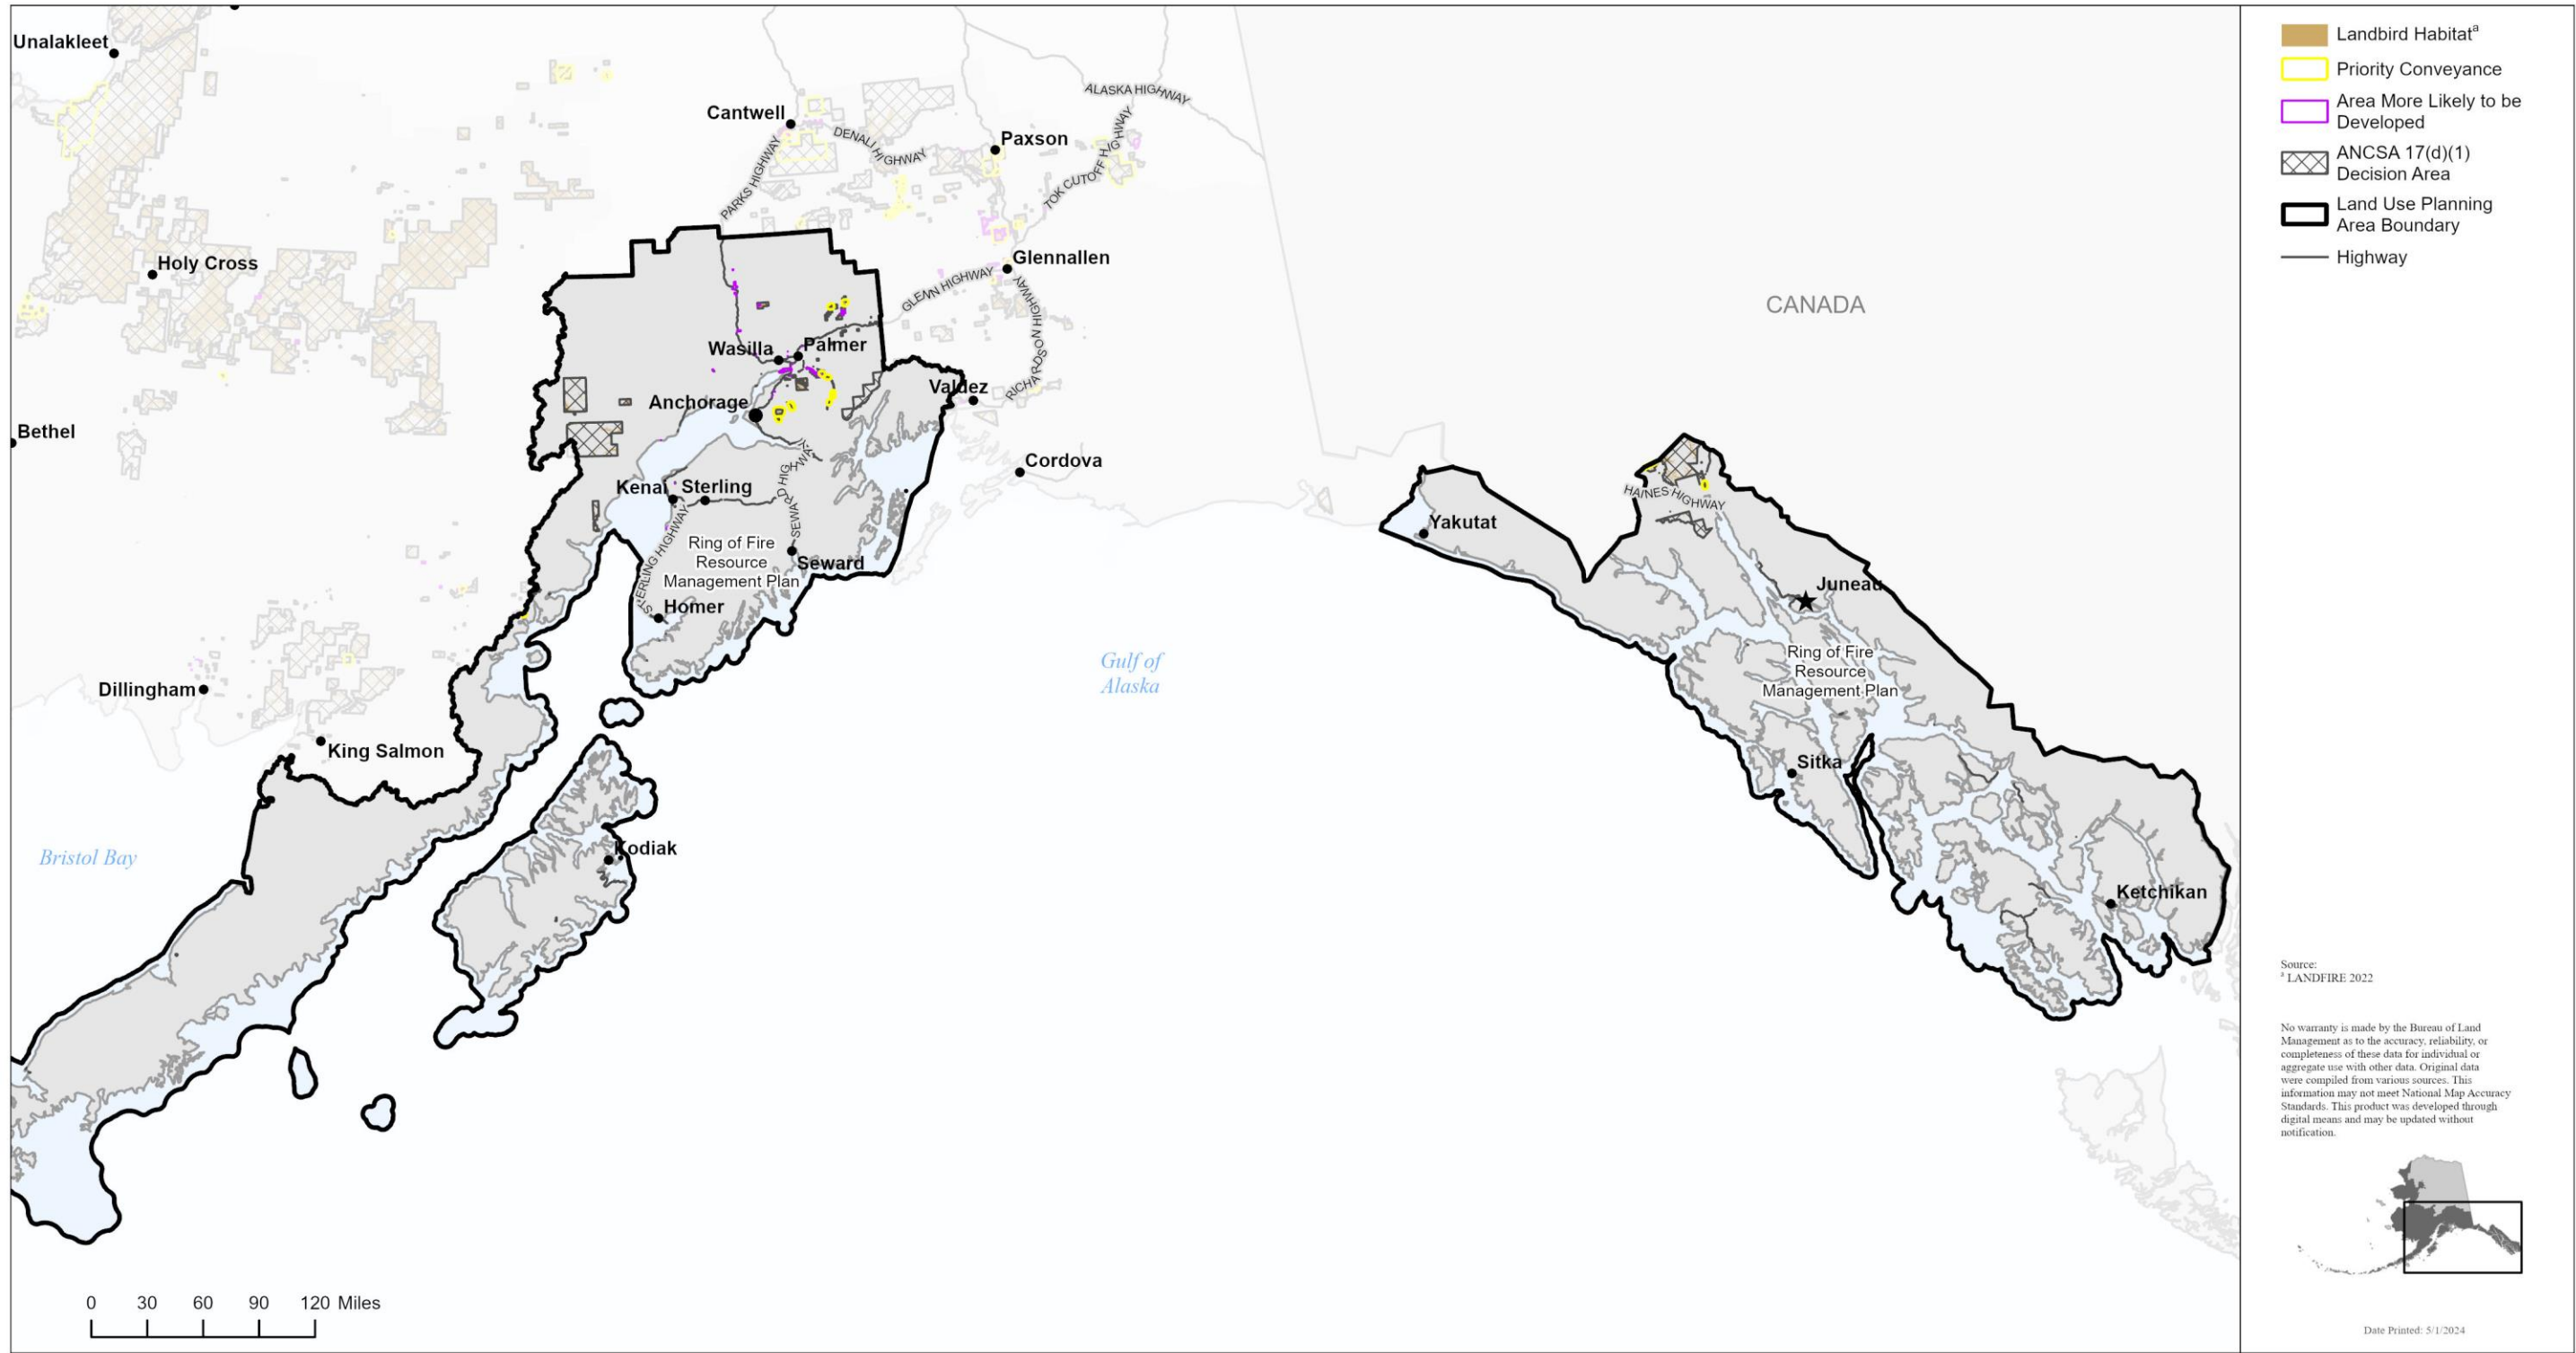 Unalakleet
Cantwell
Paxson
ALASKA HIGHWAY
DENALI HIGHWAY
PARKS HIGHWAY
TOK CUTOFF HIGHWAY
Holy Cross
Glennallen
GLENN HIGHWAY
RICHARDSON HIGHWAY
CANADA
Wasilla
Palmer
Valdez
Anchorage
Bethel
Cordova
Kenai
Sterling
SEWARD HIGHWAY
STERLING HIGHWAY
HAINES HIGHWAY
Yakutat
Ring of Fire
Resource
Management Plan
Seward
Homer
Juneau
Gulf of
Alaska
Ring of Fire
Resource
Management Plan
Dillingham
King Salmon
Sitka
Kodiak
Bristol Bay
Ketchikan
0 30 60 90 120 Miles
Landbird Habitatª
Priority Conveyance
Area More Likely to be
Developed
ANCSA 17(d)(1)
Decision Area
Land Use Planning
Area Boundary
Highway
Source:
ª LANDFIRE 2022
No warranty is made by the Bureau of Land
Management as to the accuracy, reliability, or
completeness of these data for individual or
aggregate use with other data. Original data
were compiled from various sources. This
information may not meet National Map Accuracy
Standards. This product was developed through
digital means and may be updated without
notification.
Date Printed: 5/1/2024